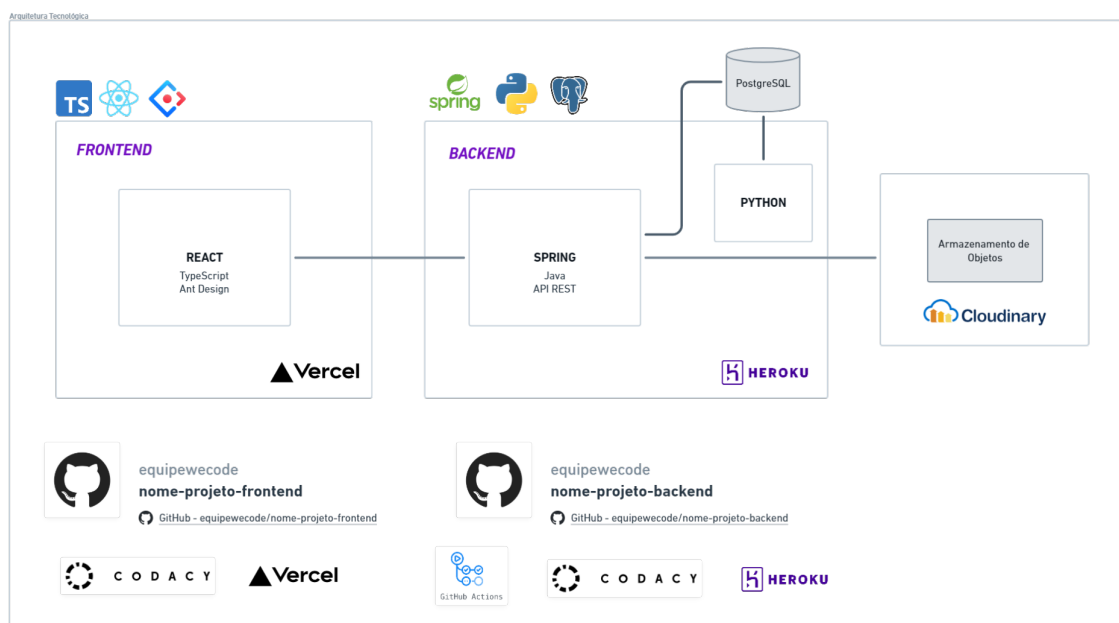 Arquiletura Tecnológica
TS
spring
PostgreSQL
FRONTEND
BACKEND
PYTHON
REACT
TypeScript
Ant Design
SPRING
Java
API REST
Armazenamento de
Objetos
Cloudinary
Vercel
HEROKU
equipewecode
nome-projeto-frontend
GitHub - equipewecode/nome-projeto-frontend
equipewecode
nome-projeto-backend
GitHub - equipewecode/nome-projeto-backend
CODACY
Vercel
GitHub Actions
CODACY
HEROKU